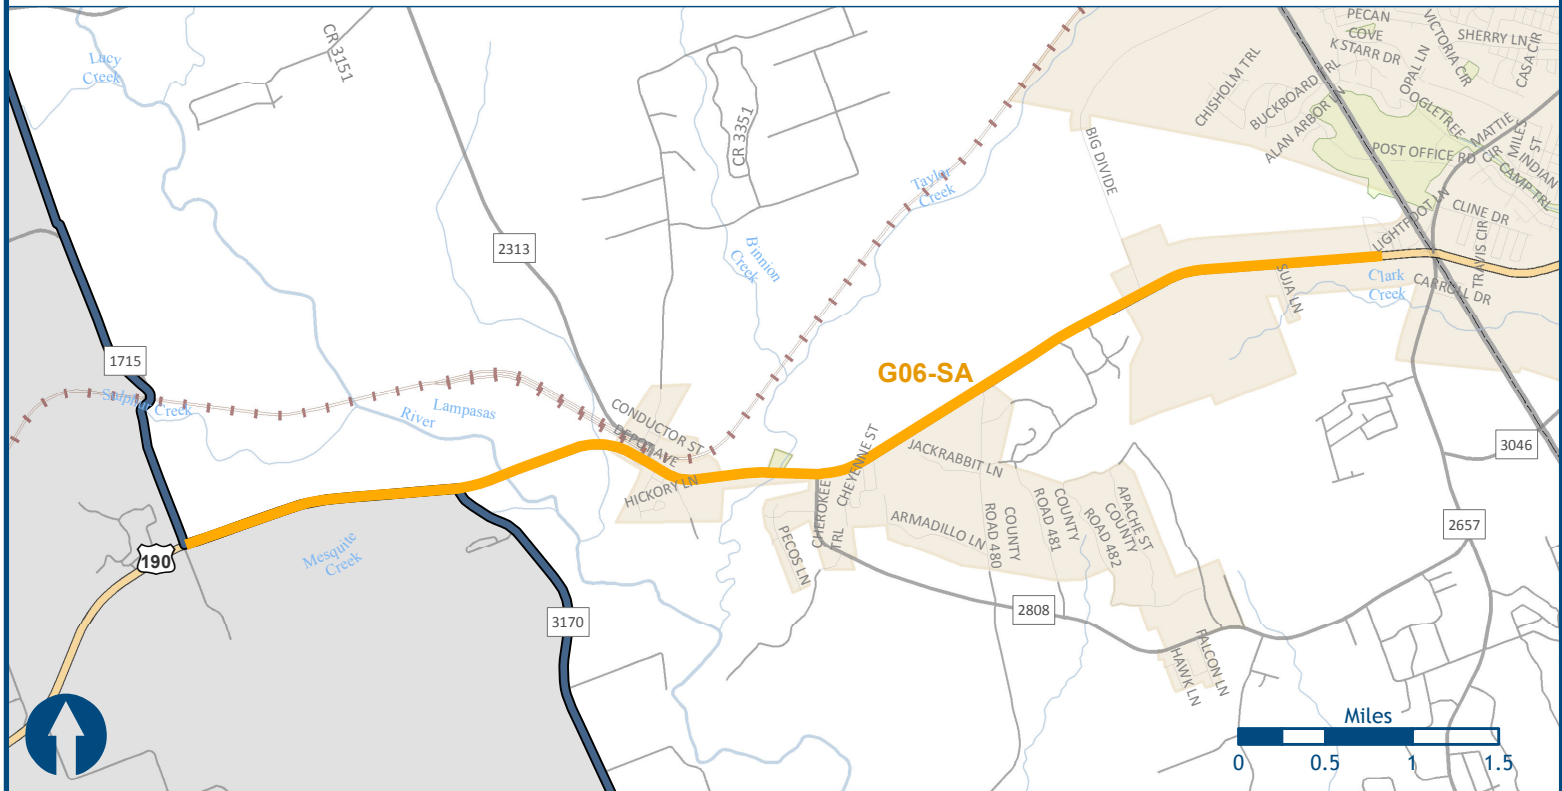 Lucy
Creek
CR 3151
CR 3351
2313
Binnion
Creek
Taylor
Creek
BIG DIVIDE
CHISOLM TRL
BUCKBOARD TRL
ALAN ARBOR LN
PECAN
COVE
K STARR DR
OPAL LN
VICTORIA CIR
SHERRY LN
CASA CIR
OGLETREE
MATTIE
CIR
MILES
ST
INDIAN
CAMP TRL
POST OFFICE RD
CLINE DR
LIGHTFOOT LN
TRAVIS CIR
CARROLL DR
Clark
Creek
SUJA LN
1715
Sulphur Creek
Lampasas
River
G06-SA
CONDUCTOR ST
DEPOT AVE
HICKORY LN
CHEYENNE ST
CHEROKEE
TRL
PECOS LN
JACKRABBIT LN
ARMADILLO LN
COUNTY
ROAD 480
COUNTY
ROAD 481
COUNTY
ROAD 482
APACHE ST
3046
2657
190
Mesquite
Creek
3170
2808
FALCON LN
HAWK LN
Miles
0 0.5 1 1.5